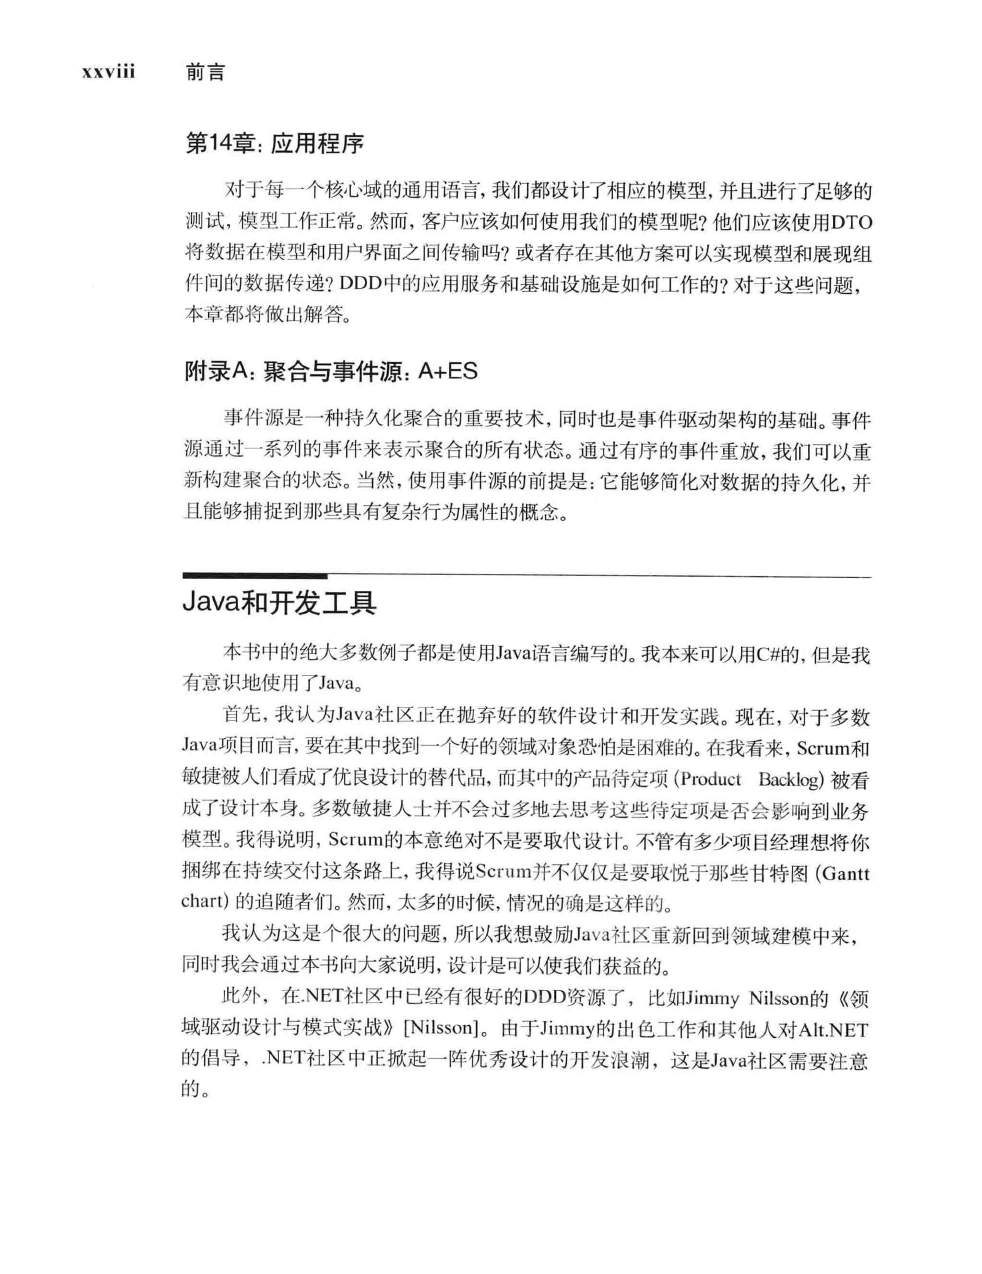 xxviii 前言
第14章：应用程序
对于每一个核心域的通用语言，我们都设计了相应的模型，并且进行了足够的
测试，模型工作正常。然而，客户应该如何使用我们的模型呢？他们应该使用DTO
将数据在模型和用户界面之间传输吗？或者存在其他方案可以实现模型和展现组
件间的数据传递？DDD中的应用服务和基础设施是如何工作的？对于这些问题，
本章都将做出解答。
附录A：聚合与事件源：A+ES
事件源是一种持久化聚合的重要技术，同时也是事件驱动架构的基础。事件
源通过一系列的事件来表示聚合的所有状态。通过有序的事件重放，我们可以重
新构建聚合的状态。当然，使用事件源的前提是：它能够简化对数据的持久化，并
且能够捕捉到那些具有复杂行为属性的概念。
Java和开发工具
本书中的绝大多数例子都是使用Java语言编写的。我本来可以用C#的，但是我
有意识地使用了Java。
首先，我认为Java社区正在抛弃好的软件设计和开发实践。现在，对于多数
Java项目而言，要在其中找到一个好的领域对象恐怕是困难的。在我看来，Scrum和
敏捷被人们看成了优良设计的替代品，而其中的产品待定项（Product Backlog）被看
成了设计本身。多数敏捷人士并不会过多地去思考这些待定项是否会影响到业务
模型。我得说明，Scrum的本意绝对不是要取代设计。不管有多少项目经理想将你
捆绑在持续交付这条路上，我得说Scrum并不仅仅是要取悦于那些甘特图（Gantt
chart）的追随者们。然而，太多的时候，情况的确是这样的。
我认为这是个很大的问题，所以我想鼓励Java社区重新回到领域建模中来，
同时我会通过本书向大家说明，设计是可以使我们获益的。
此外，在.NET社区中已经有很好的DDD资源了，比如Jimmy Nilsson的《领
域驱动设计与模式实战》[Nilsson]。由于Jimmy的出色工作和其他人对Alt.NET
的倡导，.NET社区中正掀起一阵优秀设计的开发浪潮，这是Java社区需要注意
的。